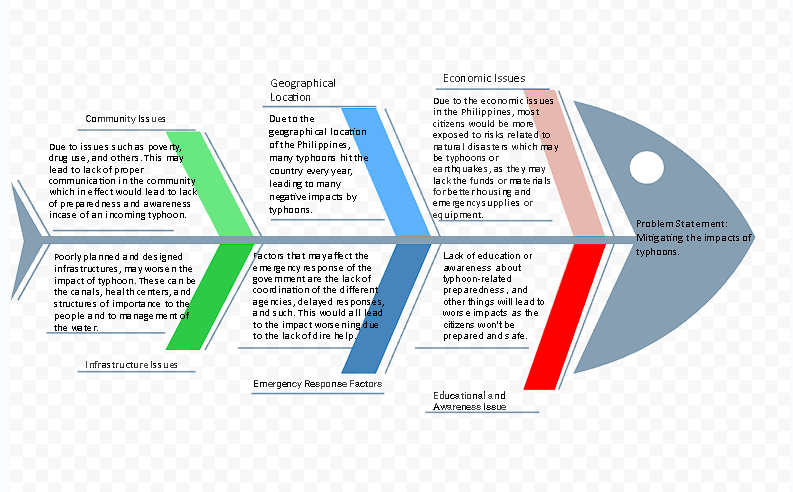 Community Issues
Due to issues such as poverty,
drug use, and others. This may
lead to lack of proper
communication in the community
which in effect would lead to lack
of preparedness and awareness
incase of an incoming typhoon.
Geographical
Location
Due to the
geographical location
of the Philippines,
many typhoons hit the
country every year,
leading to many
negative impacts by
typhoons.
Economic Issues
Due to the economic issues
in the Philippines, most
citizens would be more
exposed to risks related to
natural disasters which may
be typhoons or
earthquakes, as they may
lack the funds or materials
for better housing and
emergency supplies or
equipment.
Problem Statement:
Mitigating the impacts of
typhoons.
Poorly planned and designed
infrastructures, may worsen the
impact of typhoon. These can be
the canals, health centers, and
structures of importance to the
people and to management of
the water.
Infrastructure Issues
Factors that may affect the
emergency response of the
government are the lack of
coordination of the different
agencies, delayed responses,
and such. This would all lead
to the impact worsening due
to the lack of dire help.
Emergency Response Factors
Lack of education or
awareness about
typhoon-related
preparedness, and
other things will lead to
worse impacts as the
citizens won't be
prepared and safe.
Educational and
Awareness Issue